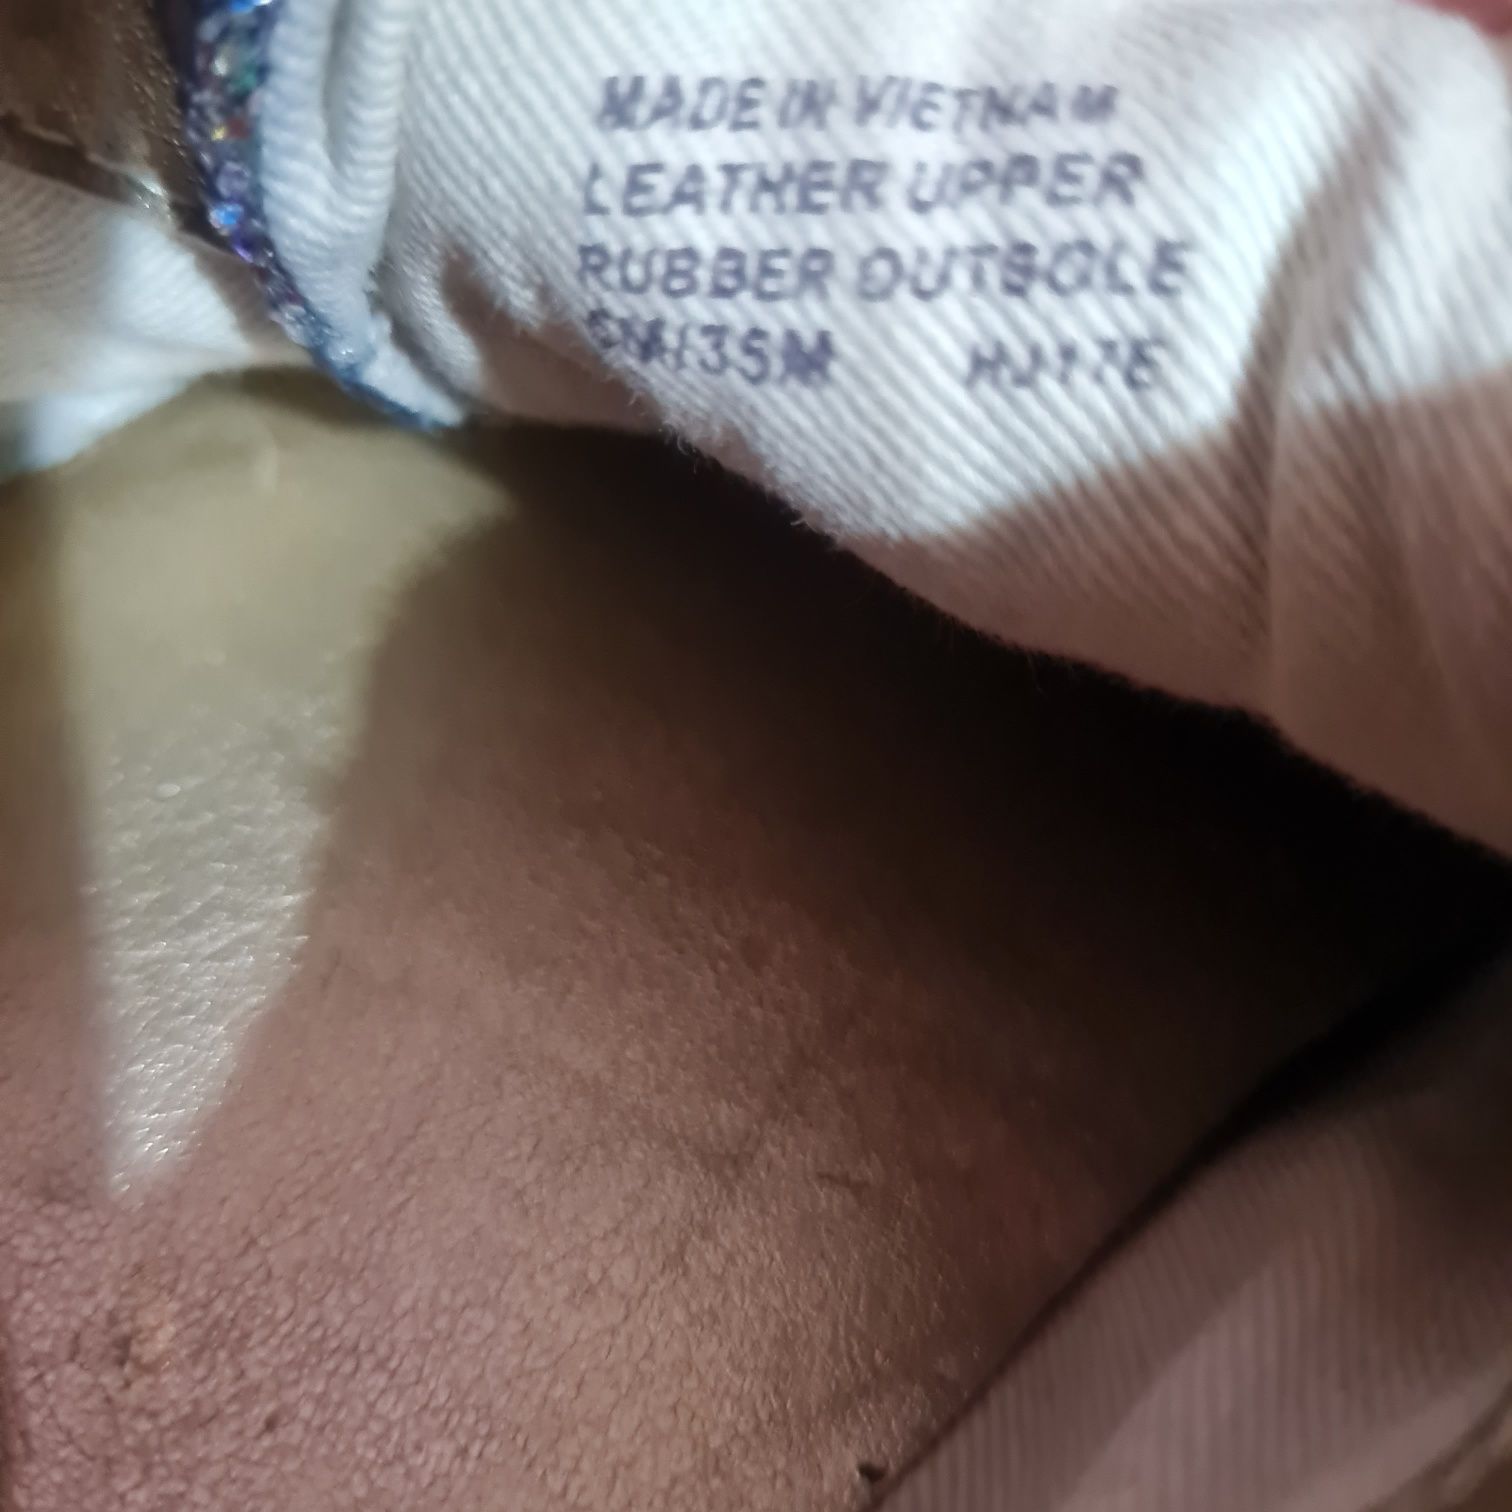 MADE IN VIETNAM
LEATHER UPPER
RUBBER OUTSOLE